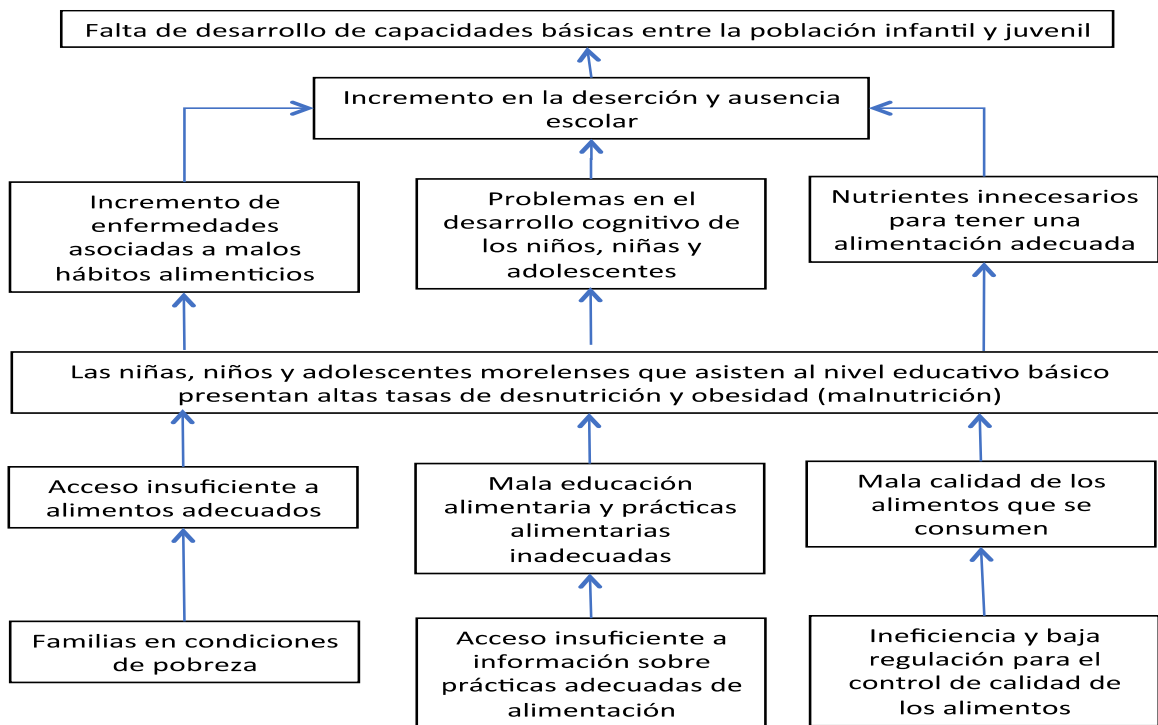 Falta de desarrollo de capacidades básicas entre la población infantil y juvenil
Incremento en la deserción y ausencia
escolar
Incremento de
enfermedades
asociadas a malos
hábitos alimenticios
Problemas en el
desarrollo cognitivo de
los niños, niñas y
adolescentes
Nutrientes innecesarios
para tener una
alimentación adecuada
Las niñas, niños y adolescentes morelenses que asisten al nivel educativo básico
presentan altas tasas de desnutrición y obesidad (malnutrición)
Acceso insuficiente a
alimentos adecuados
Mala educación
alimentaria y prácticas
alimentarias
inadecuadas
Mala calidad de los
alimentos que se
consumen
Familias en condiciones
de pobreza
Acceso insuficiente a
información sobre
prácticas adecuadas de
alimentación
Ineficiencia y baja
regulación para el
control de calidad de
los alimentos